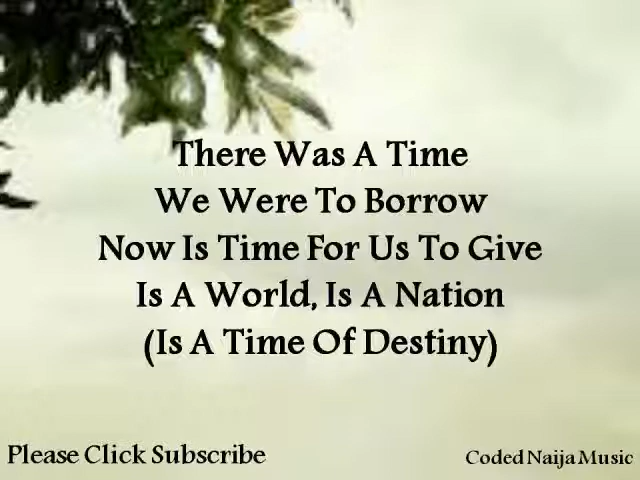 There Was A Time
We Were To Borrow
Now Is Time For Us To Give
Is A World, Is A Nation
(Is A Time Of Destiny)
Please Click Subscribe
Coded Naija Music